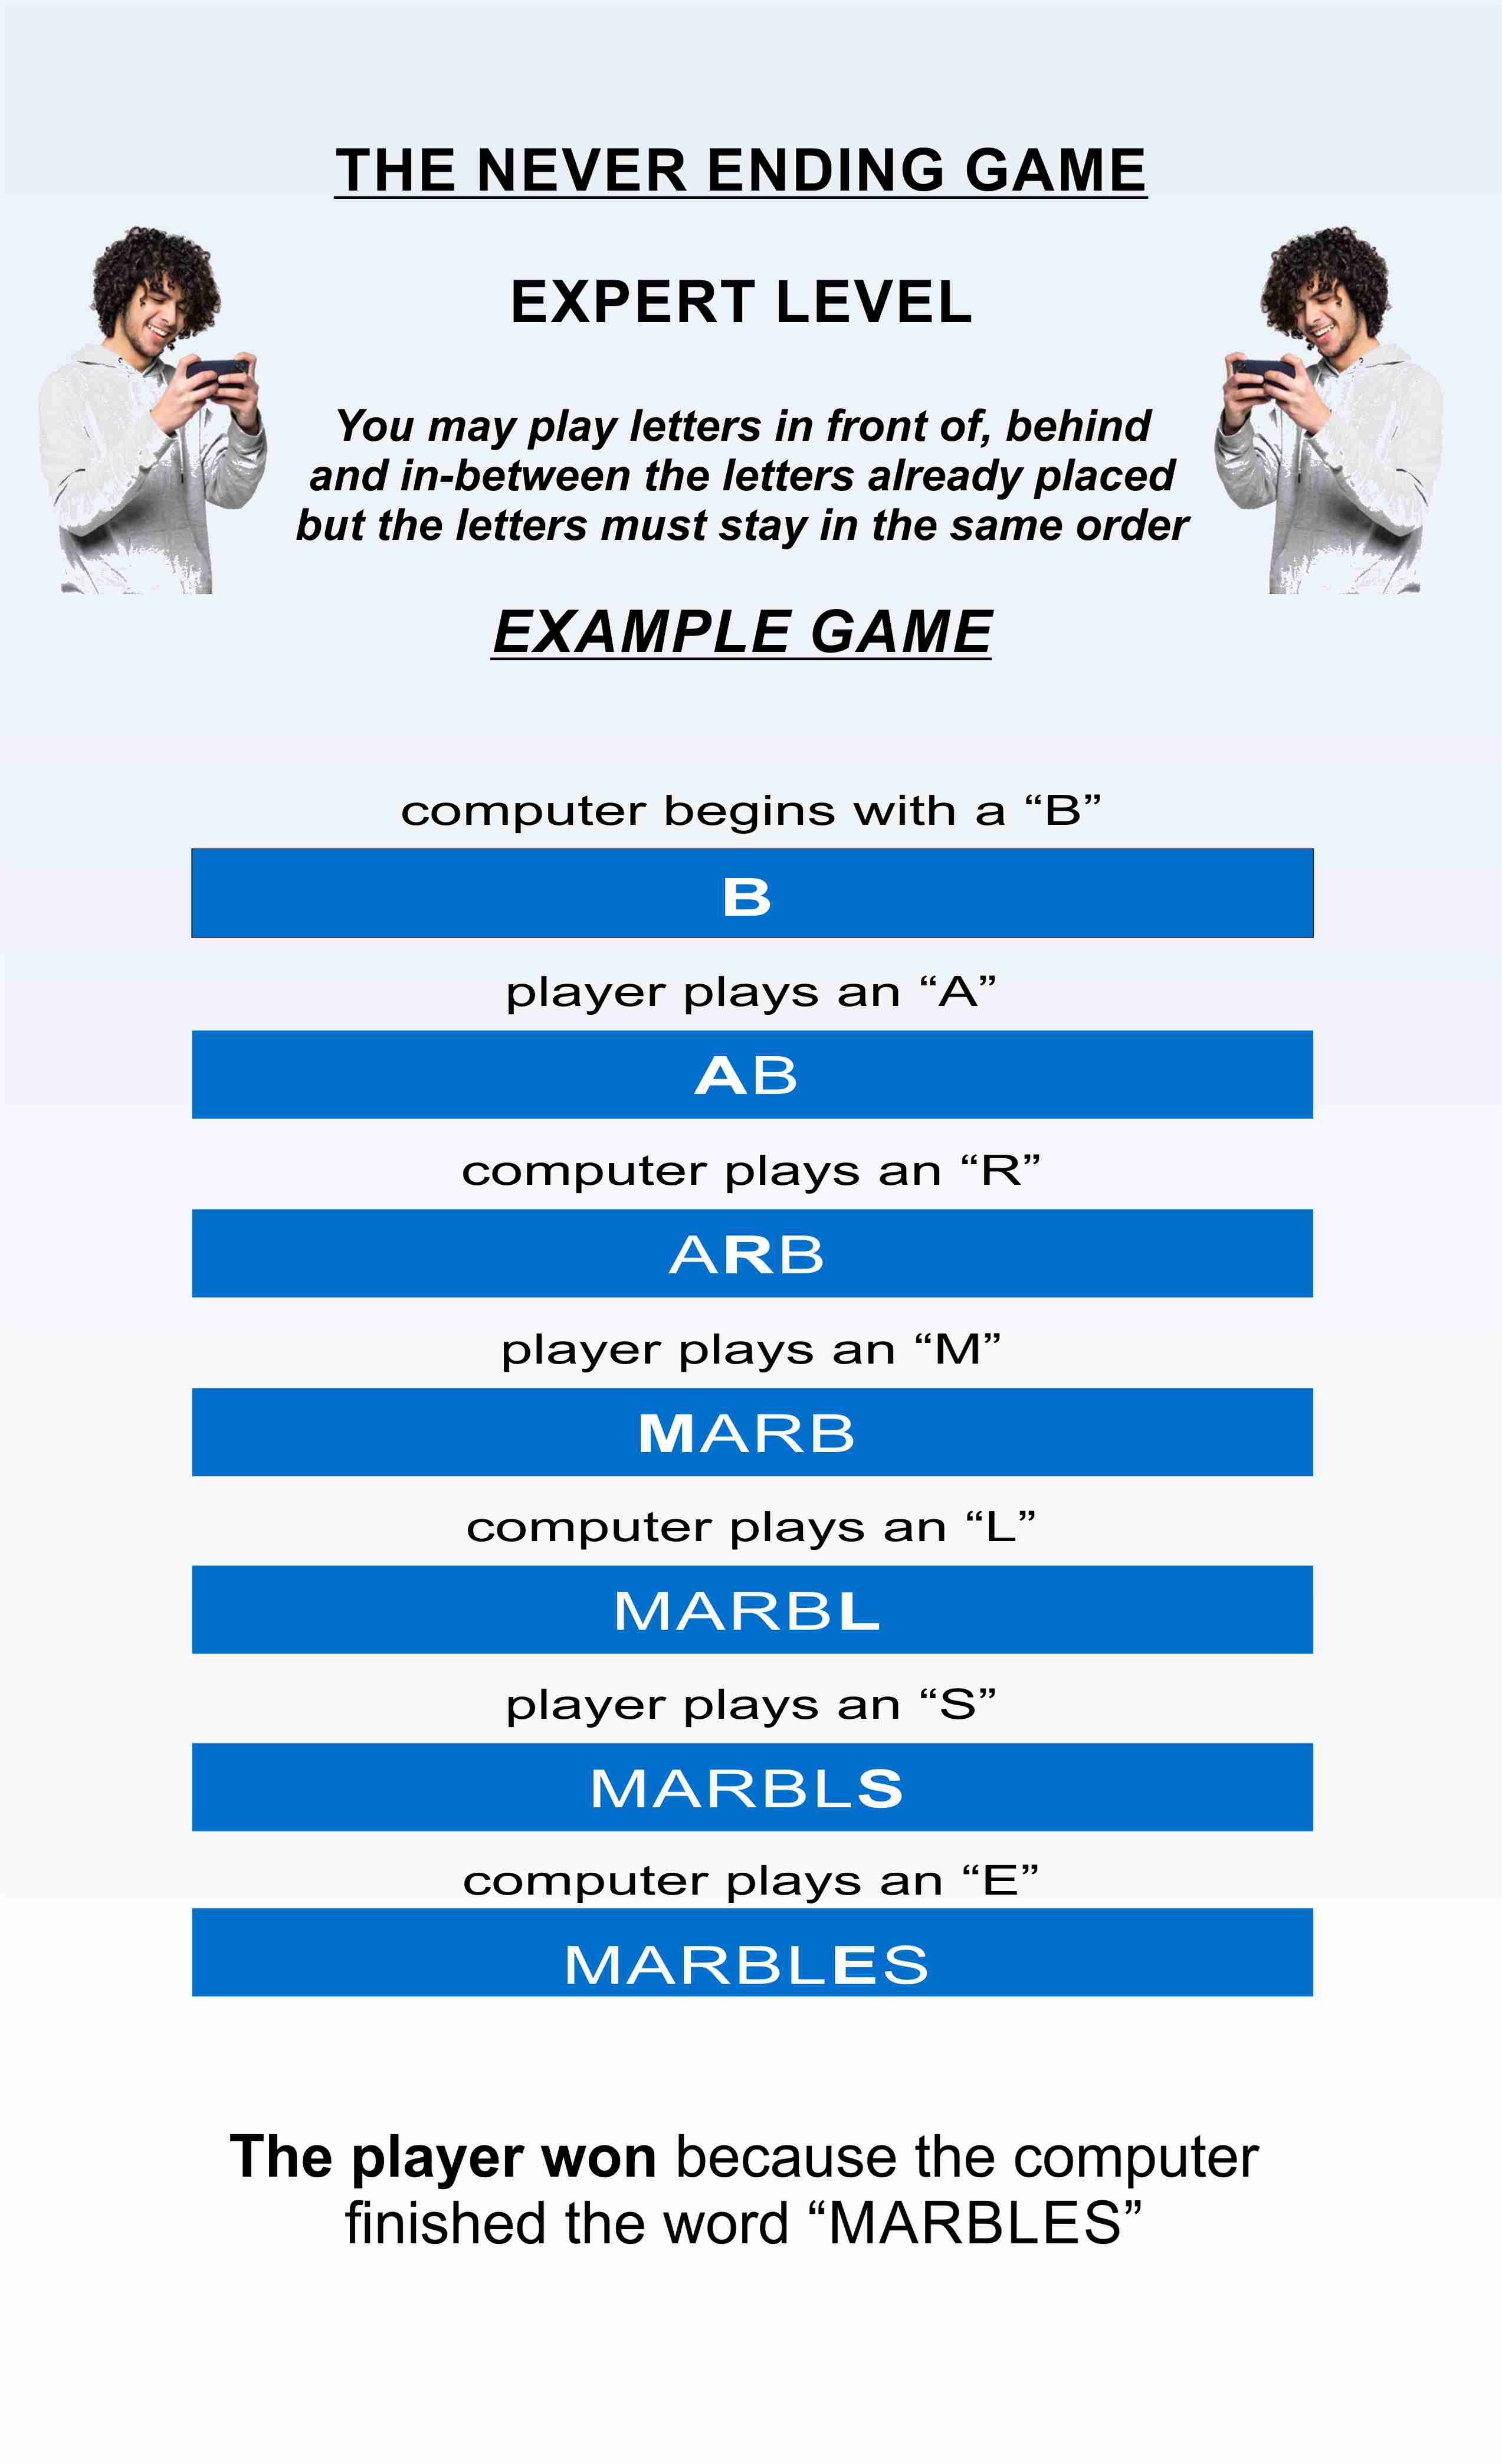 THE NEVER ENDING GAME
EXPERT LEVEL
You may play letters in front of, behind
and in-between the letters already placed
but the letters must stay in the same order
EXAMPLE GAME
computer begins with a “B”
B
player plays an “A”
AB
computer plays an “R”
ARB
player plays an “M”
MARB
computer plays an “L”
MARBL
player plays an “S”
MARBLS
computer plays an “E”
MARBLES
The player won because the computer
finished the word “MARBLES”